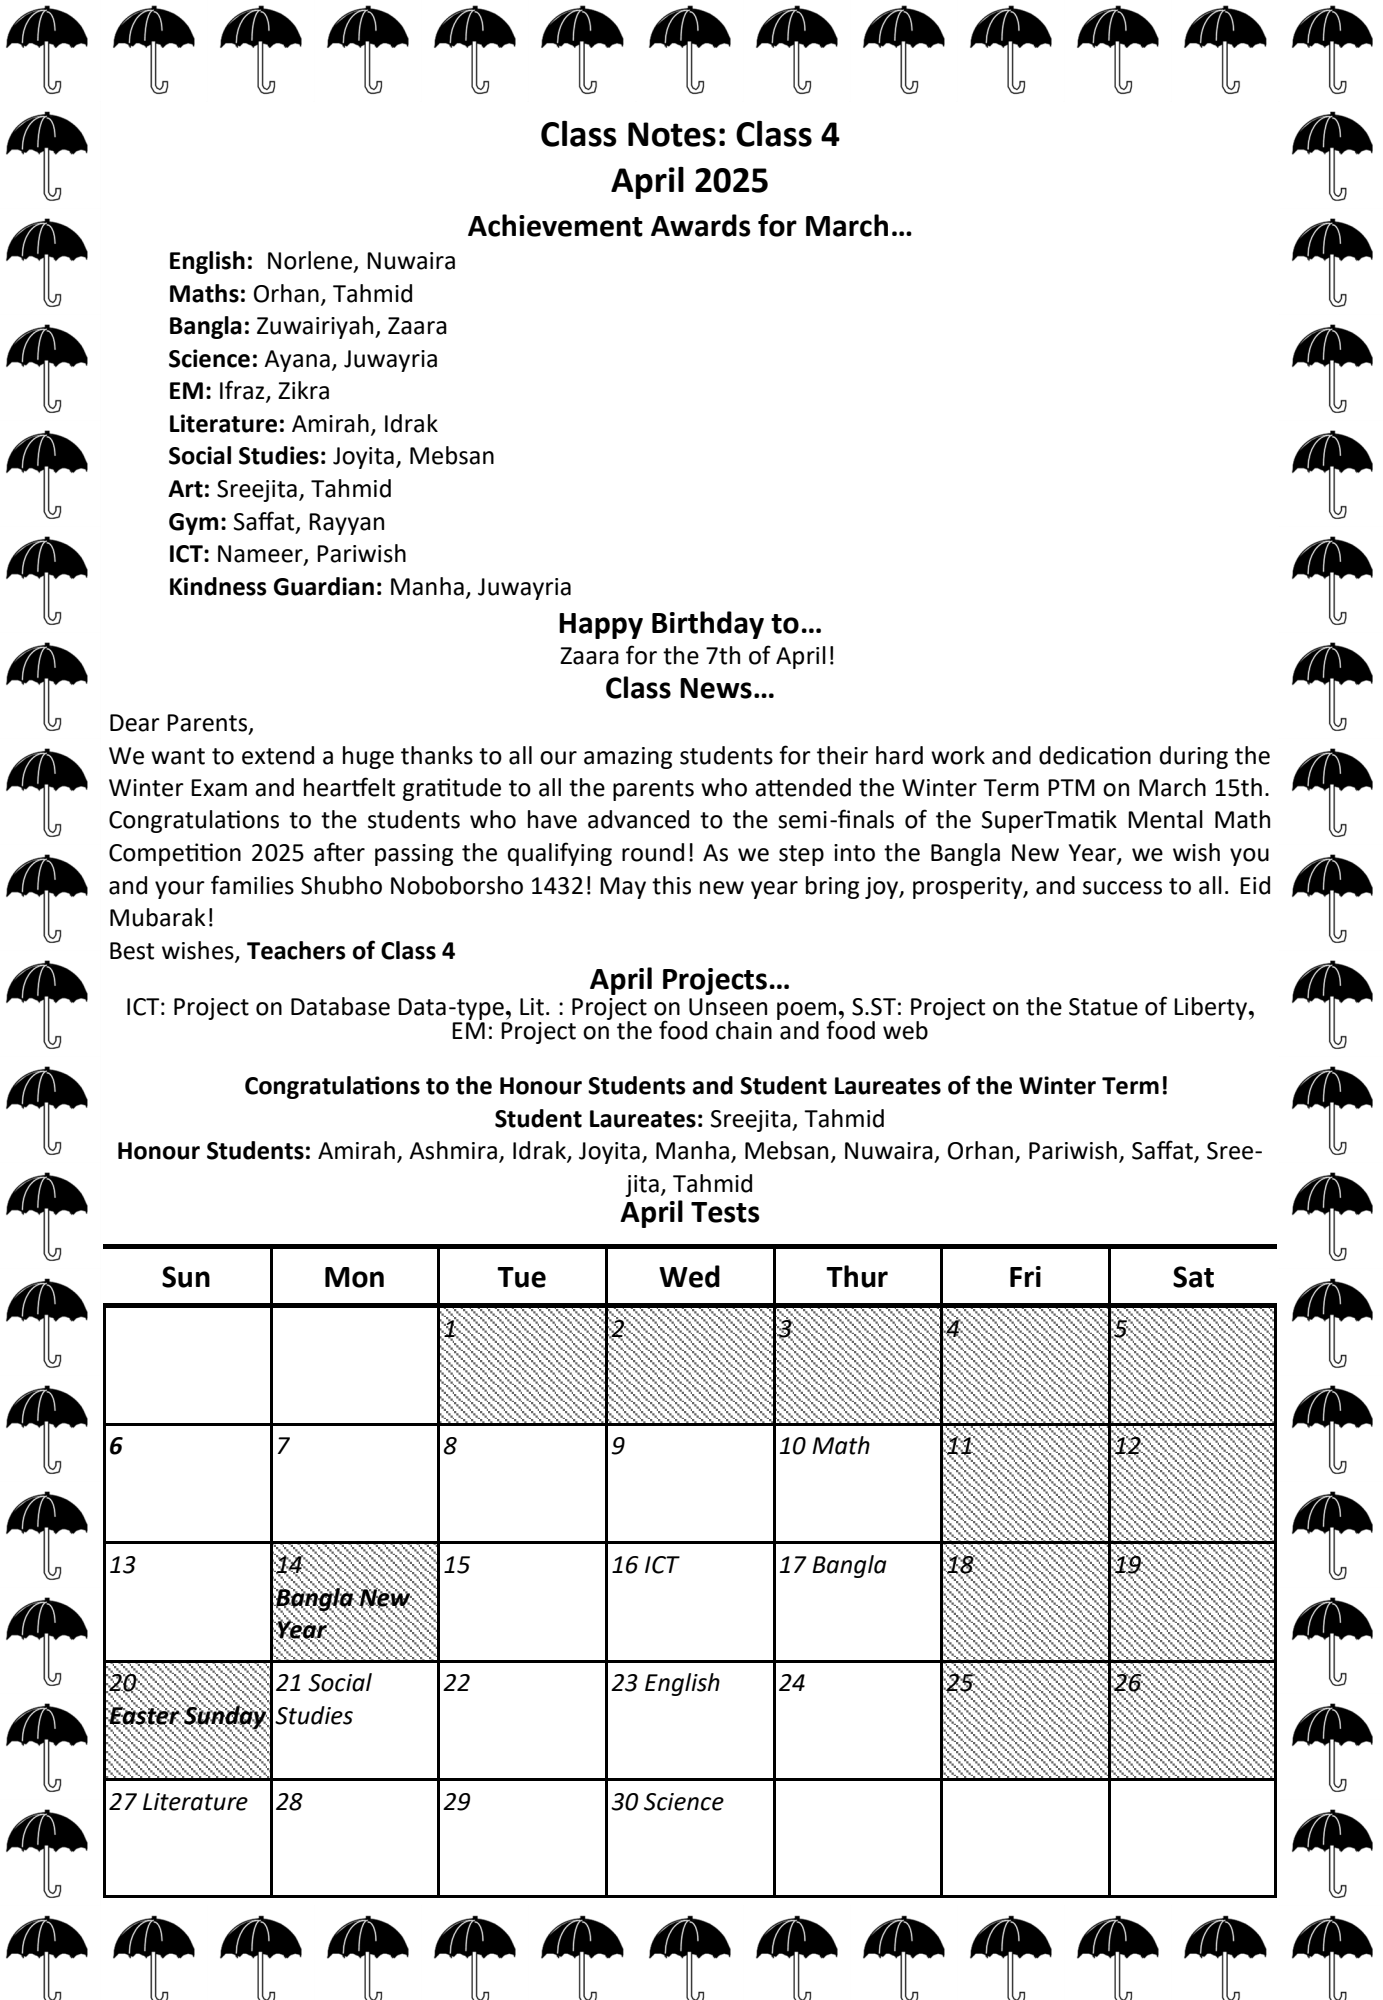 Class Notes: Class 4
April 2025
Achievement Awards for March…
English:  Norlene, Nuwaira
Maths: Orhan, Tahmid
Bangla: Zuwairiyah, Zaara
Science: Ayana, Juwayria
EM: Ifraz, Zikra
Literature: Amirah, Idrak
Social Studies: Joyita, Mebsan
Art: Sreejita, Tahmid
Gym: Saffat, Rayyan
ICT: Nameer, Pariwish
Kindness Guardian: Manha, Juwayria
Happy Birthday to…
Zaara for the 7th of April!
Class News…
Dear Parents,
We want to extend a huge thanks to all our amazing students for their hard work and dedication during the
Winter Exam and heartfelt gratitude to all the parents who attended the Winter Term PTM on March 15th.
Congratulations to the students who have advanced to the semi-finals of the SuperTmatik Mental Math
Competition 2025 after passing the qualifying round! As we step into the Bangla New Year, we wish you
and your families Shubho Noboborsho 1432! May this new year bring joy, prosperity, and success to all. Eid
Mubarak!
Best wishes, Teachers of Class 4
April Projects…
ICT: Project on Database Data-type, Lit. : Project on Unseen poem, S.ST: Project on the Statue of Liberty,
EM: Project on the food chain and food web
Congratulations to the Honour Students and Student Laureates of the Winter Term!
Student Laureates: Sreejita, Tahmid
Honour Students: Amirah, Ashmira, Idrak, Joyita, Manha, Mebsan, Nuwaira, Orhan, Pariwish, Saffat, Sree-
jita, Tahmid
April Tests
Sun Mon Tue Wed Thur Fri Sat
1 2 3 4 5
6 7 8 9 10 Math 11 12
13 14 15 16 ICT 17 Bangla 18 19
Bangla New
Year
20 21 Social 22 23 English 24 25 26
Easter Sunday Studies
27 Literature 28 29 30 Science